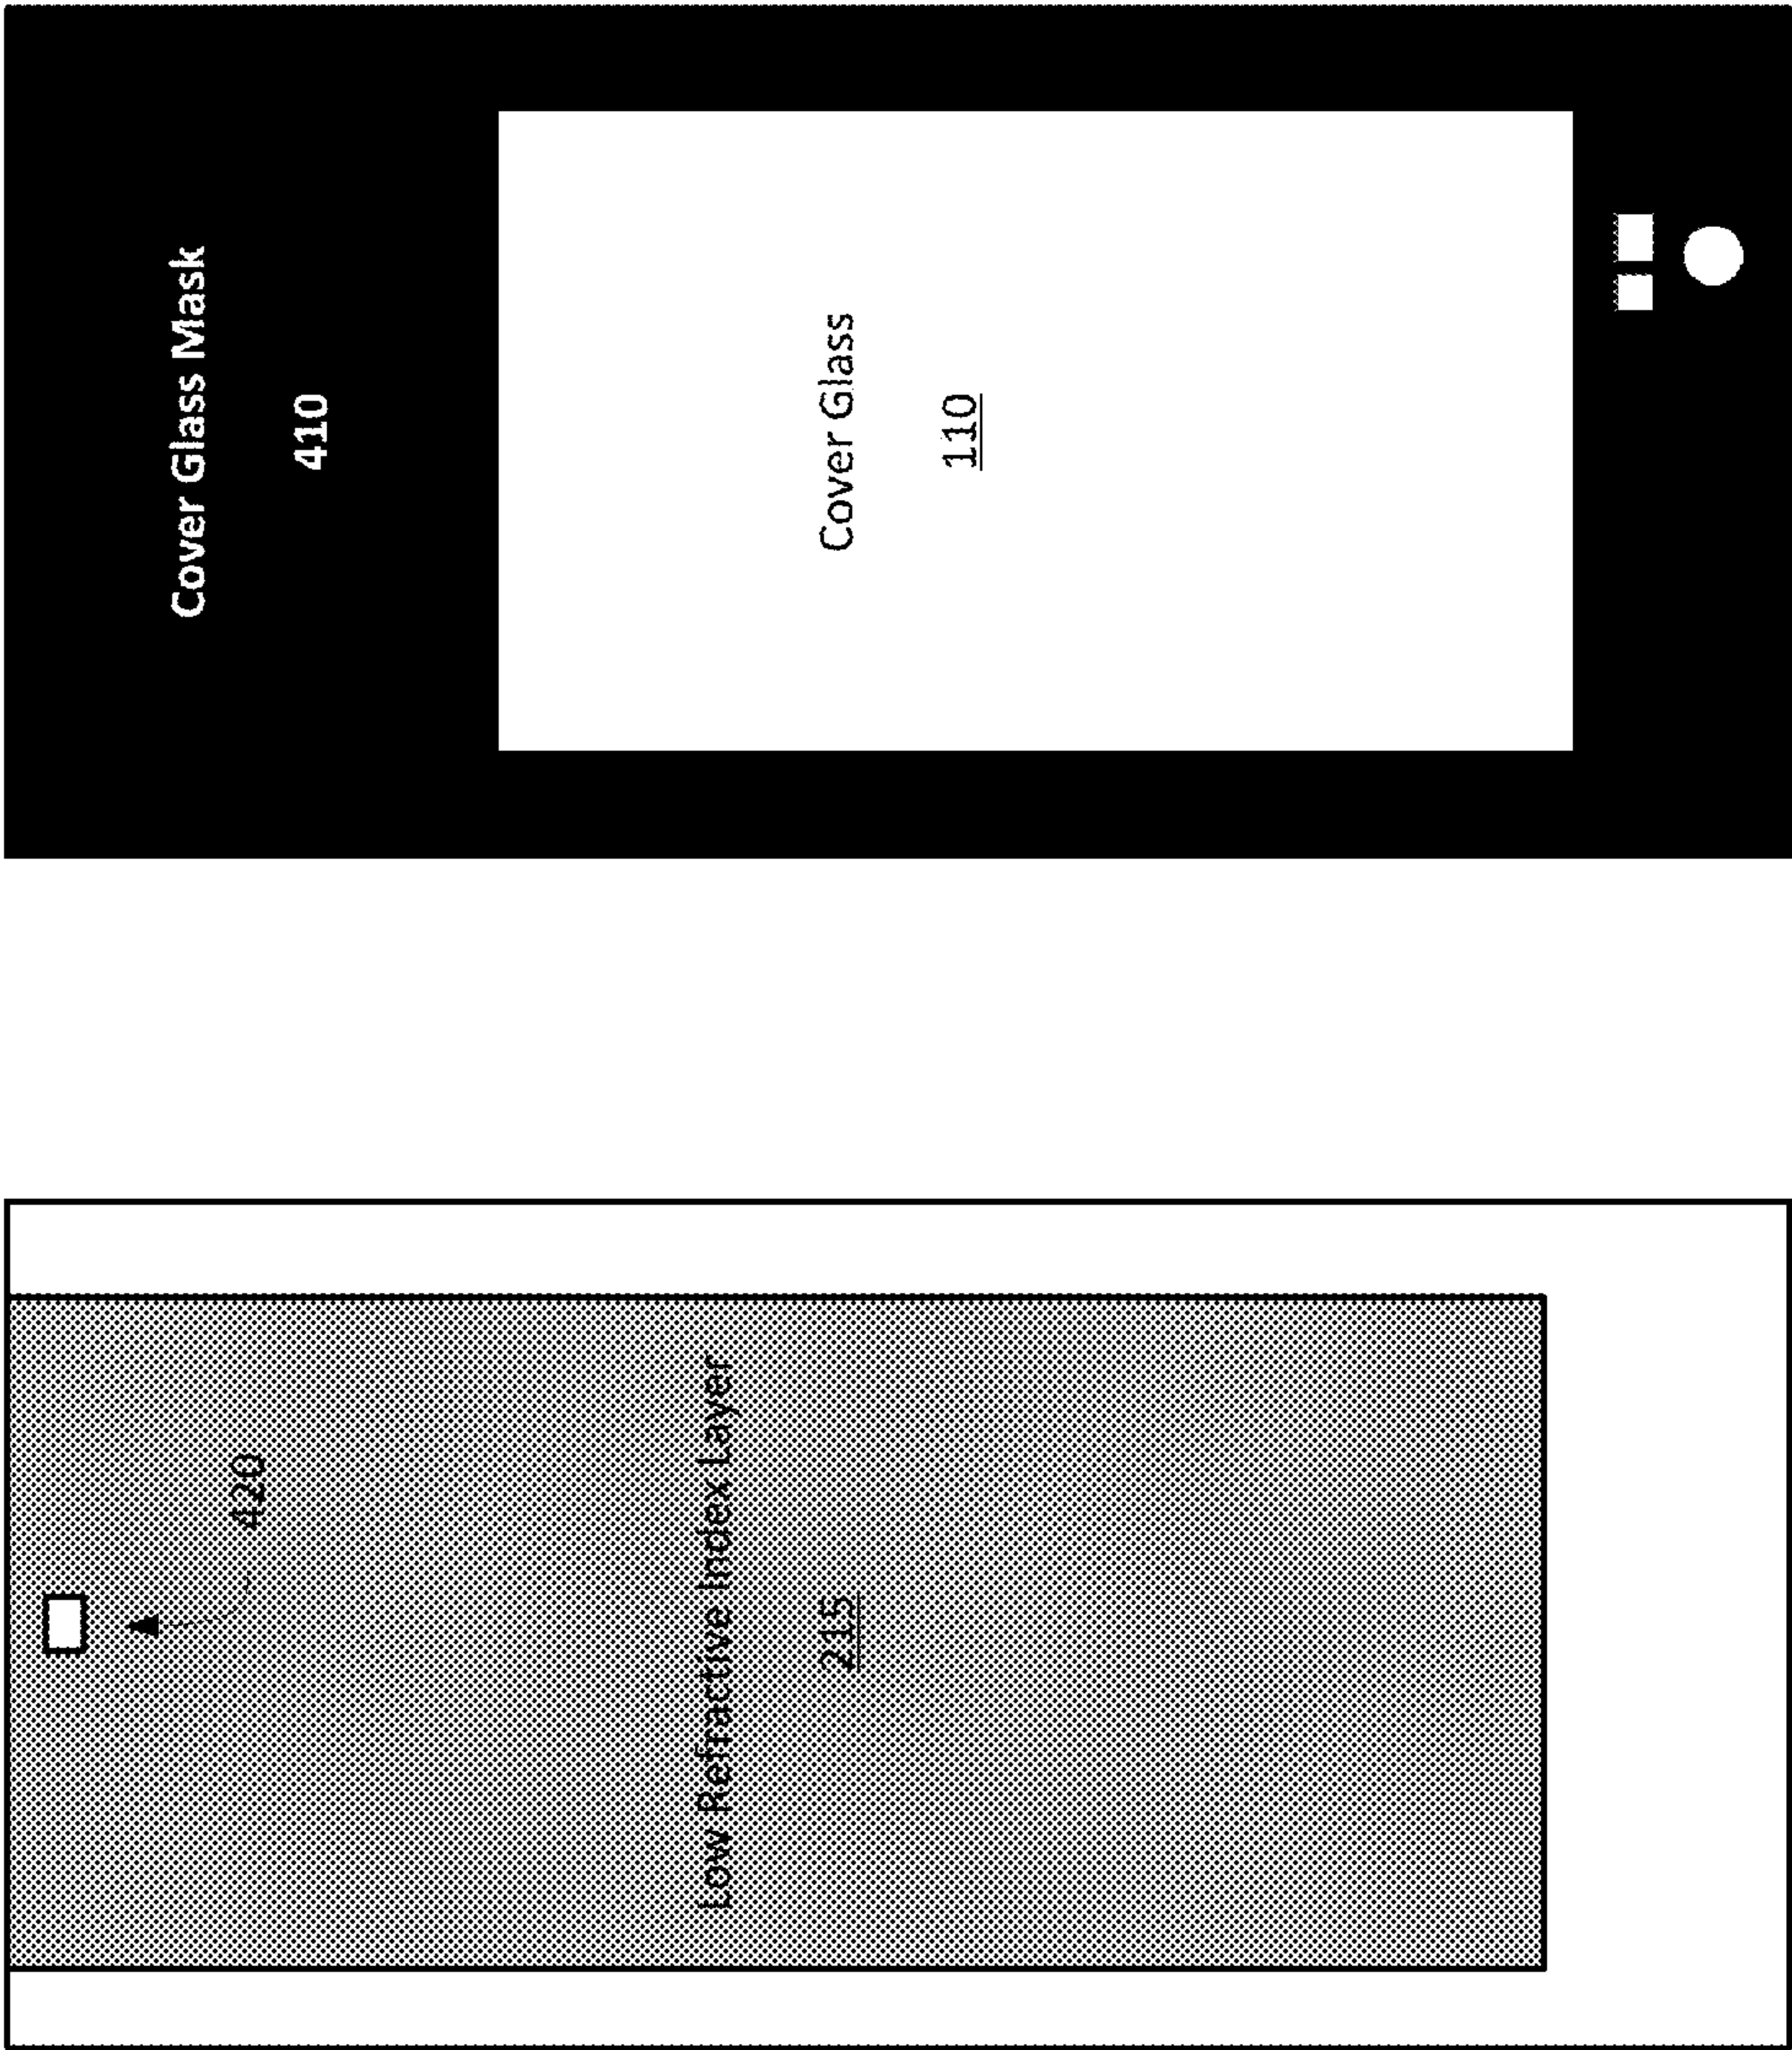 Low Refractive Index Layer
215
420
Cover Glass Mask
410
Cover Glass
110